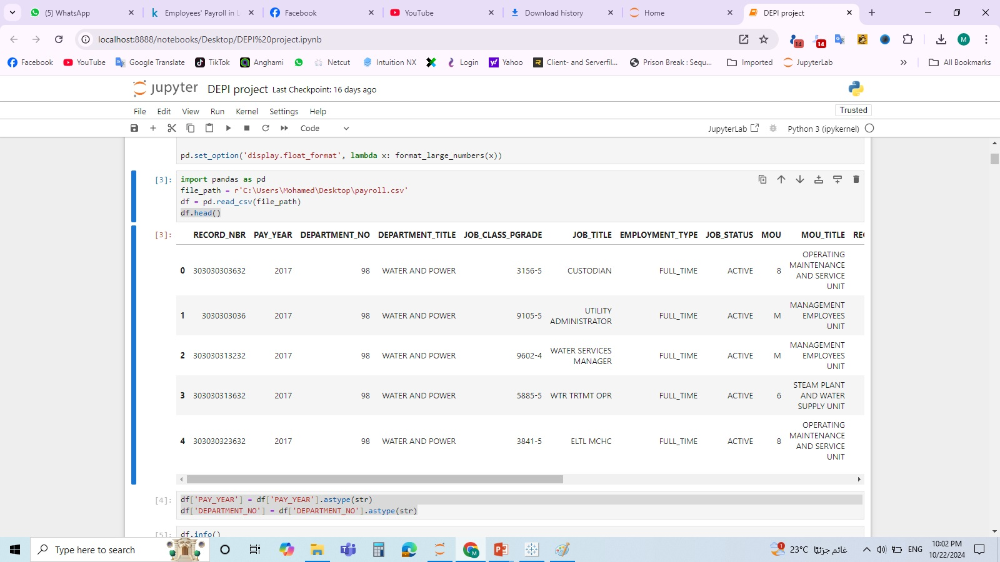 (5) WhatsApp
Employees' Payroll in L
Facebook
YouTube
Download history
Home
DEPI project
localhost:8888/notebooks/Desktop/DEPI%20project.ipynb
14
14
M
Facebook YouTube Google Translate TikTok Anghami Netcut Intuition NX Login Yahoo Client- and Serverfil... Prison Break : Sequ... Imported JupyterLab » All Bookmarks
jupyter DEPI project Last Checkpoint: 16 days ago
File Edit View Run Kernel Settings Help
Trusted
Code
JupyterLab Python 3 (ipykernel)
pd.set_option('display.float_format', lambda x: format_large_numbers(x))
[3]: import pandas as pd
file_path = r'C:\Users\Mohamed\Desktop\payroll.csv'
df = pd.read_csv(file_path)
df.head()
[3]: RECORD_NBR PAY_YEAR DEPARTMENT_NO DEPARTMENT_TITLE JOB_CLASS_PGRADE JOB_TITLE EMPLOYMENT_TYPE JOB_STATUS MOU MOU_TITLE REC
0 303030303632 2017 98 WATER AND POWER 3156-5 CUSTODIAN FULL_TIME ACTIVE 8 OPERATING
MAINTENANCE
AND SERVICE
UNIT
1 3030303036 2017 98 WATER AND POWER 9105-5 UTILITY
ADMINISTRATOR FULL_TIME ACTIVE M MANAGEMENT
EMPLOYEES
UNIT
2 303030313232 2017 98 WATER AND POWER 9602-4 WATER SERVICES
MANAGER FULL_TIME ACTIVE M MANAGEMENT
EMPLOYEES
UNIT
3 303030313632 2017 98 WATER AND POWER 5885-5 WTR TRTMT OPR FULL_TIME ACTIVE 6 STEAM PLANT
AND WATER
SUPPLY UNIT
4 303030323632 2017 98 WATER AND POWER 3841-5 ELTL MCHC FULL_TIME ACTIVE 8 OPERATING
MAINTENANCE
AND SERVICE
UNIT
[4]: df['PAY_YEAR'] = df['PAY_YEAR'].astype(str)
df['DEPARTMENT_NO'] = df['DEPARTMENT_NO'].astype(str)
[5]: df.info()
Type here to search
1
23°C غائم جزئيًا
ENG
10:02 PM
10/22/2024